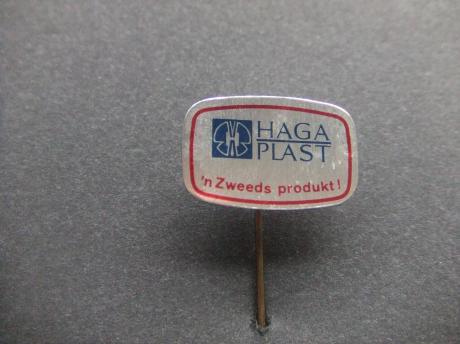 HAGA
PLAST
'n Zweeds produkt!